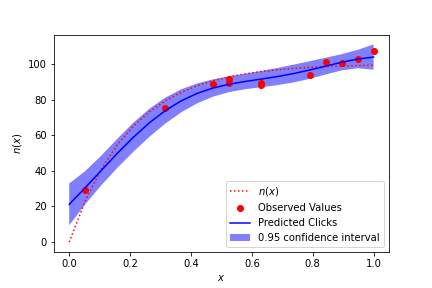 100
80
60
40
20
0
n(x)
0.0 0.2 0.4 0.6 0.8 1.0
x
n(x)
Observed Values
Predicted Clicks
0.95 confidence interval